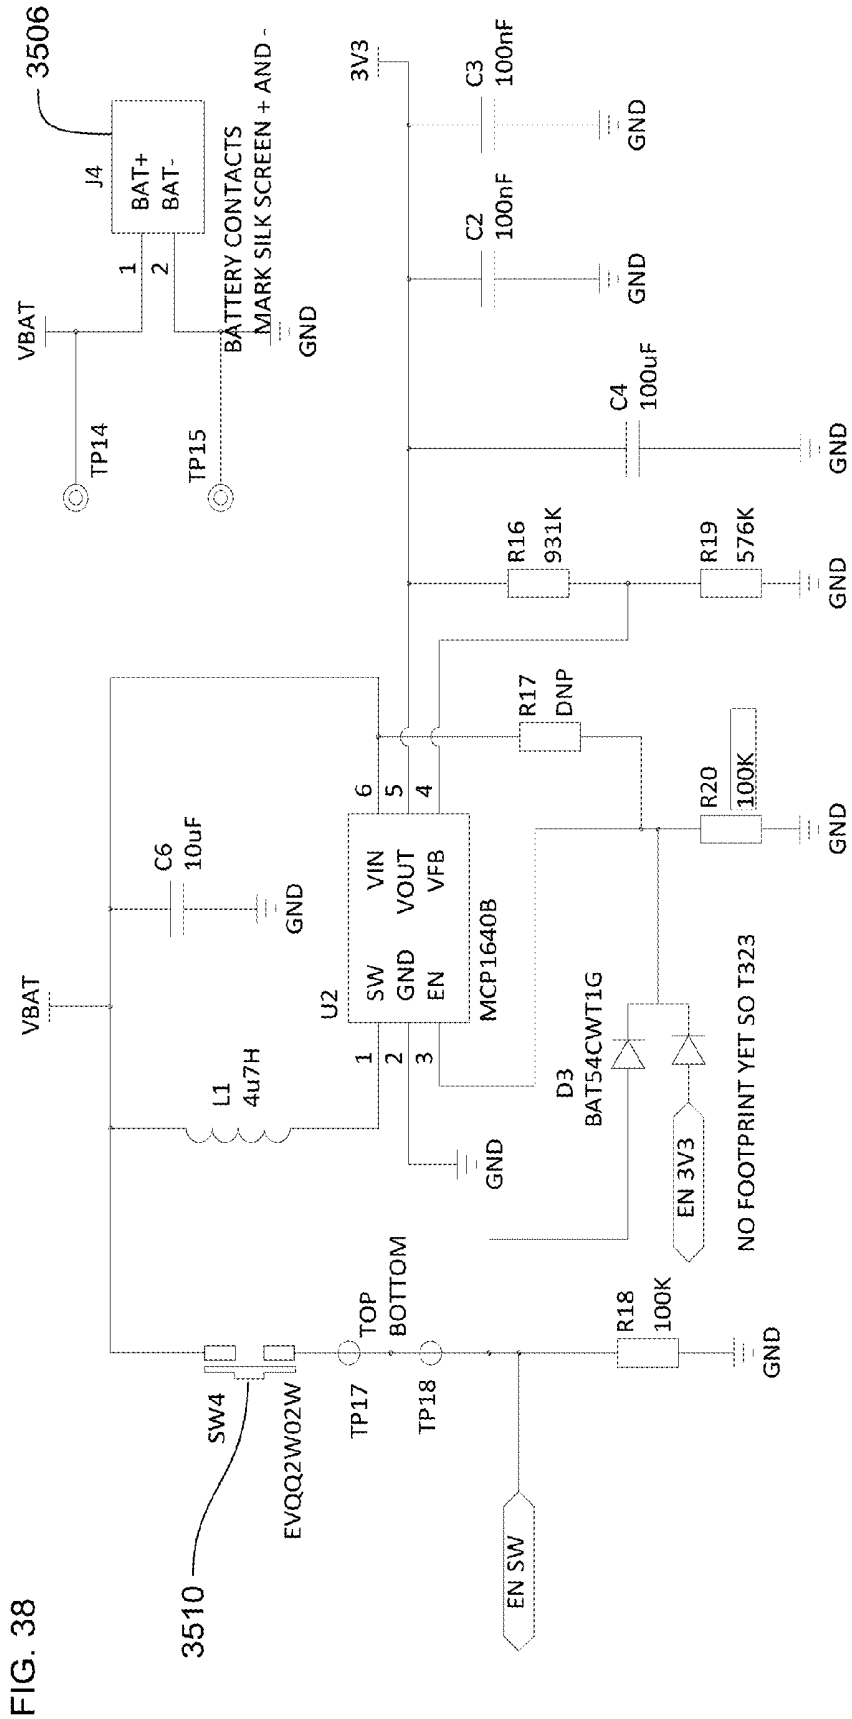 FIG. 38
3510
SW4
EVQQ2W02W
TP17
TOP
BOTTOM
TP18
EN SW
R18
100K
GND
VBAT
L1
4u7H
C6
10uF
GND
U2
SW
GND
EN
VIN
VOUT
VFB
1
2
3
6
5
4
MCP1640B
GND
D3
BAT54CWT1G
EN 3V3
NO FOOTPRINT YET SO T323
R17
DNP
R20
100K
GND
R16
931K
R19
576K
GND
C4
100uF
GND
C2
100nF
GND
C3
100nF
GND
3V3
VBAT
TP14
TP15
1
2
J4
BAT+
BAT-
3506
GND
BATTERY CONTACTS
MARK SILK SCREEN + AND -